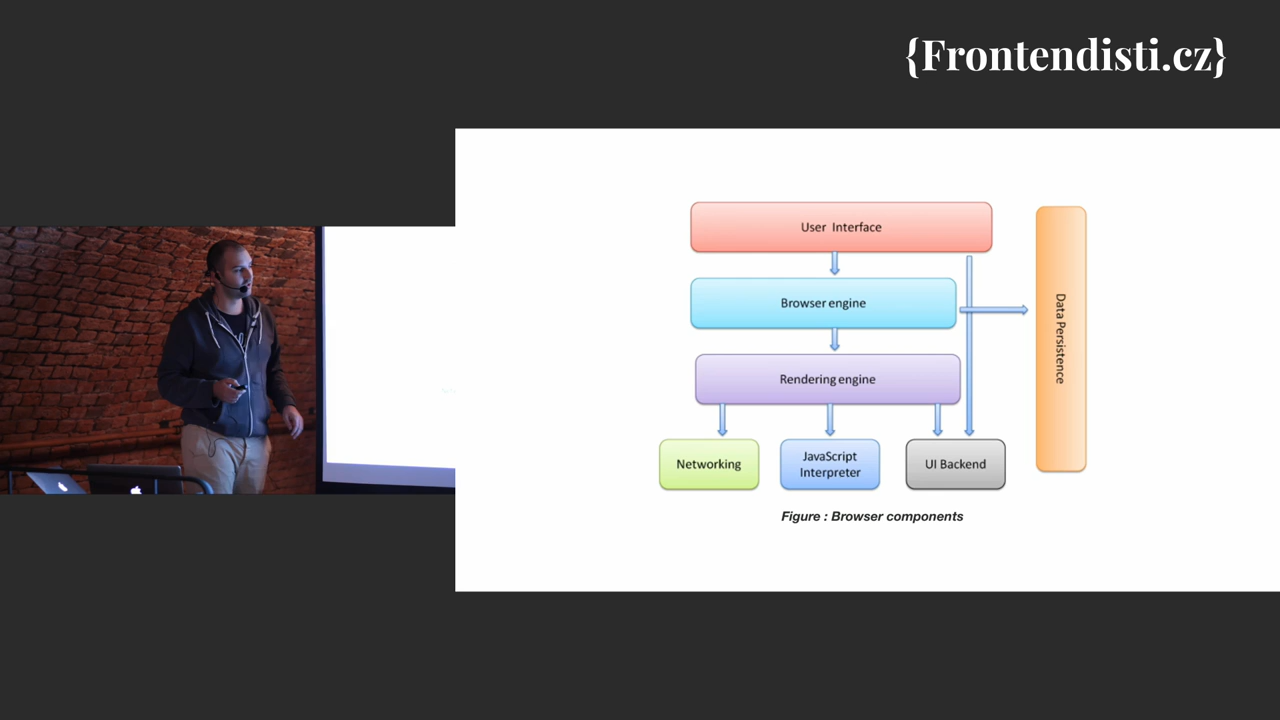 {Frontendisti.cz}
User Interface
Browser engine
Rendering engine
Networking
JavaScript
Interpreter
UI Backend
Data Persistence
Figure : Browser components